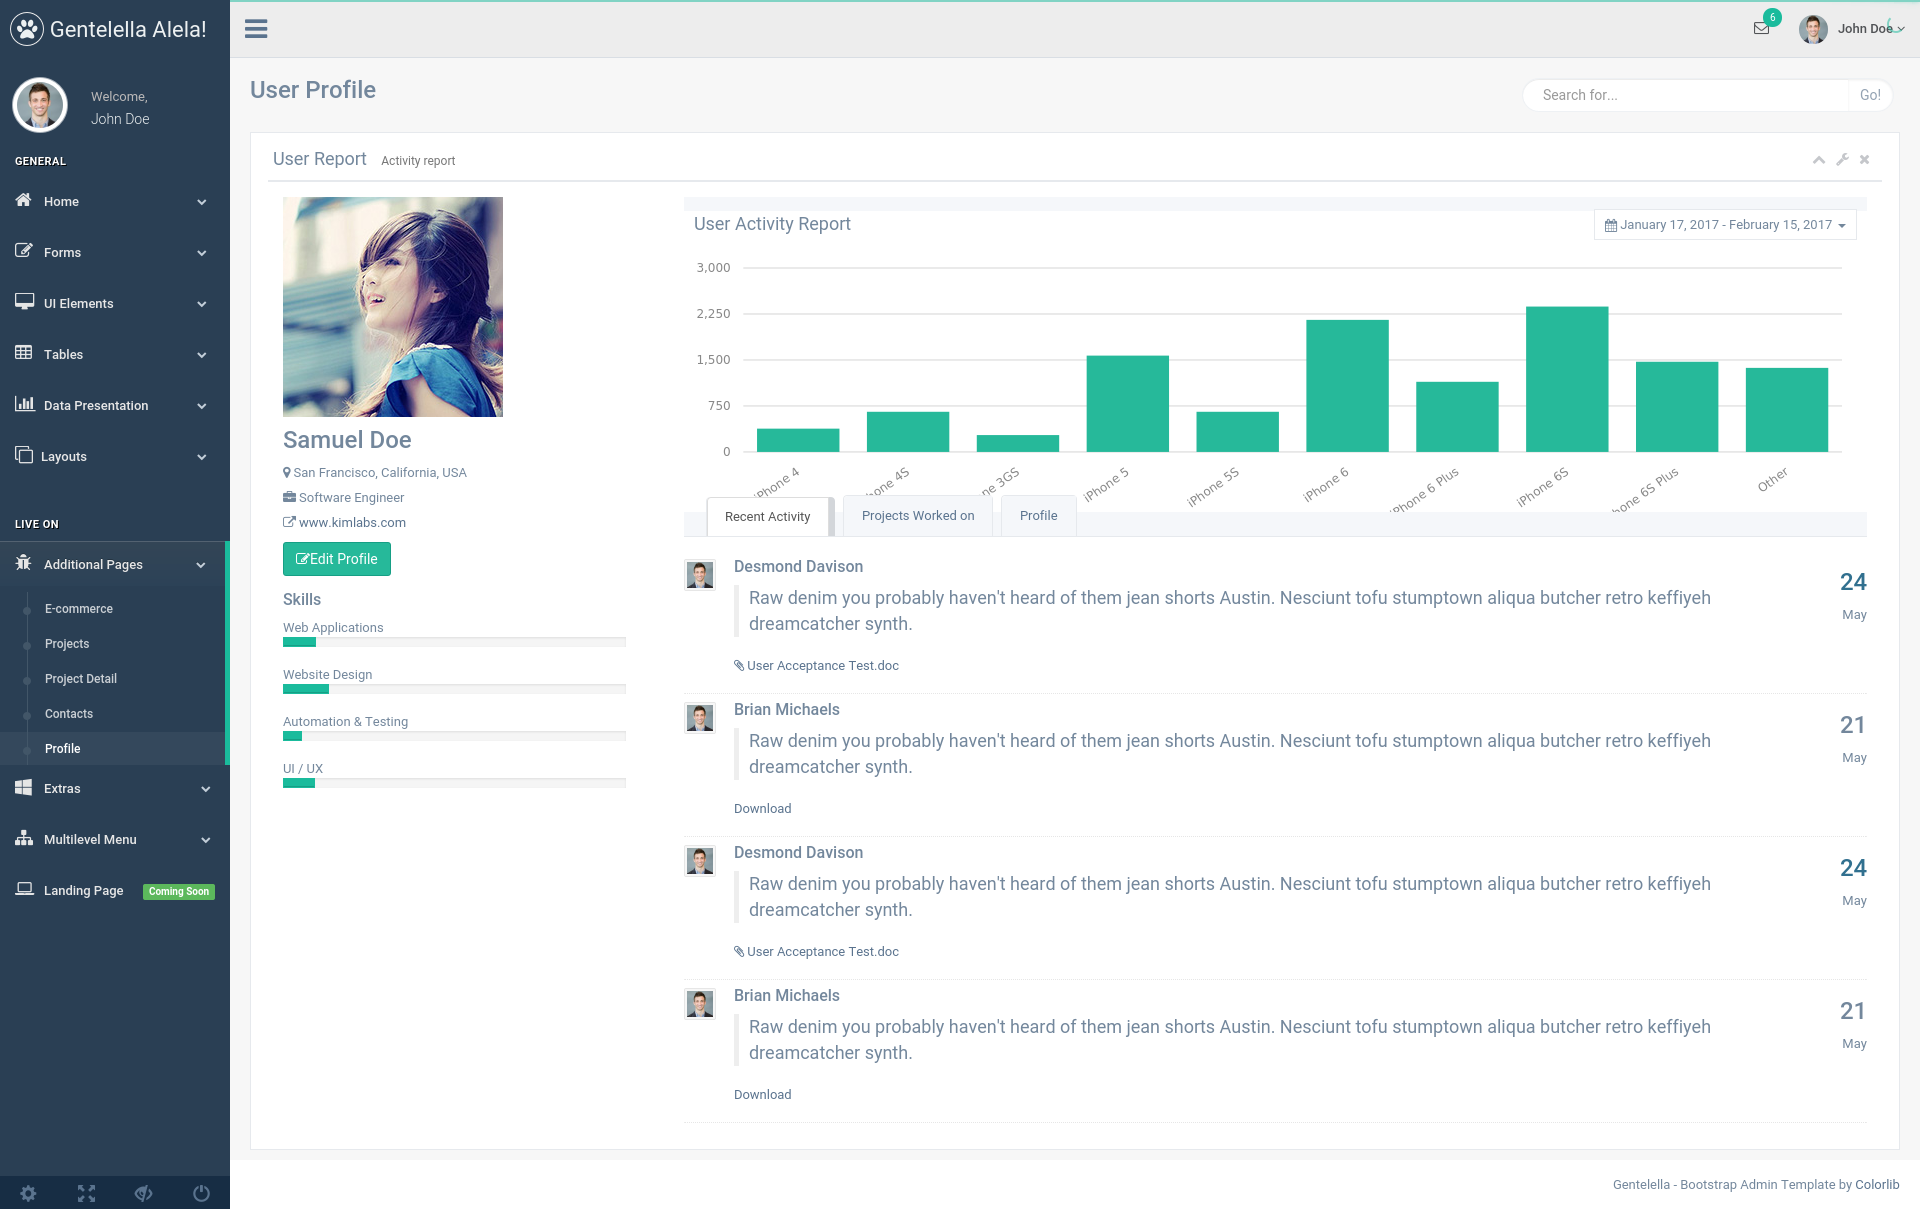 Gentelella Alela!
6
John Doe
Welcome,
John Doe
GENERAL
Home
Forms
UI Elements
Tables
Data Presentation
Layouts
LIVE ON
Additional Pages
E-commerce
Projects
Project Detail
Contacts
Profile
Extras
Multilevel Menu
Landing Page Coming Soon
User Profile
Search for... Go!
User Report Activity report
Samuel Doe
San Francisco, California, USA
Software Engineer
www.kimlabs.com
Edit Profile
Skills
Web Applications
Website Design
Automation & Testing
UI / UX
User Activity Report
January 17, 2017 - February 15, 2017
3,000
2,250
1,500
750
0
iPhone 4
hone 4S
ne 3GS
iPhone 5
iPhone 5S
iPhone 6
iPhone 6 Plus
iPhone 6S
hone 6S Plus
Other
Recent Activity Projects Worked on Profile
Desmond Davison
Raw denim you probably haven't heard of them jean shorts Austin. Nesciunt tofu stumptown aliqua butcher retro keffiyeh
dreamcatcher synth.
User Acceptance Test.doc
24
May
Brian Michaels
Raw denim you probably haven't heard of them jean shorts Austin. Nesciunt tofu stumptown aliqua butcher retro keffiyeh
dreamcatcher synth.
Download
21
May
Desmond Davison
Raw denim you probably haven't heard of them jean shorts Austin. Nesciunt tofu stumptown aliqua butcher retro keffiyeh
dreamcatcher synth.
User Acceptance Test.doc
24
May
Brian Michaels
Raw denim you probably haven't heard of them jean shorts Austin. Nesciunt tofu stumptown aliqua butcher retro keffiyeh
dreamcatcher synth.
Download
21
May
Gentelella - Bootstrap Admin Template by Colorlib